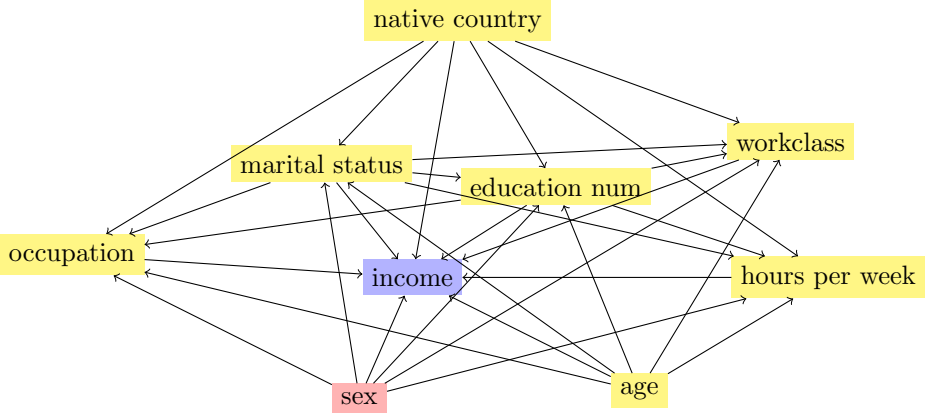 native country
workclass
marital status
education num
occupation
income
hours per week
age
sex